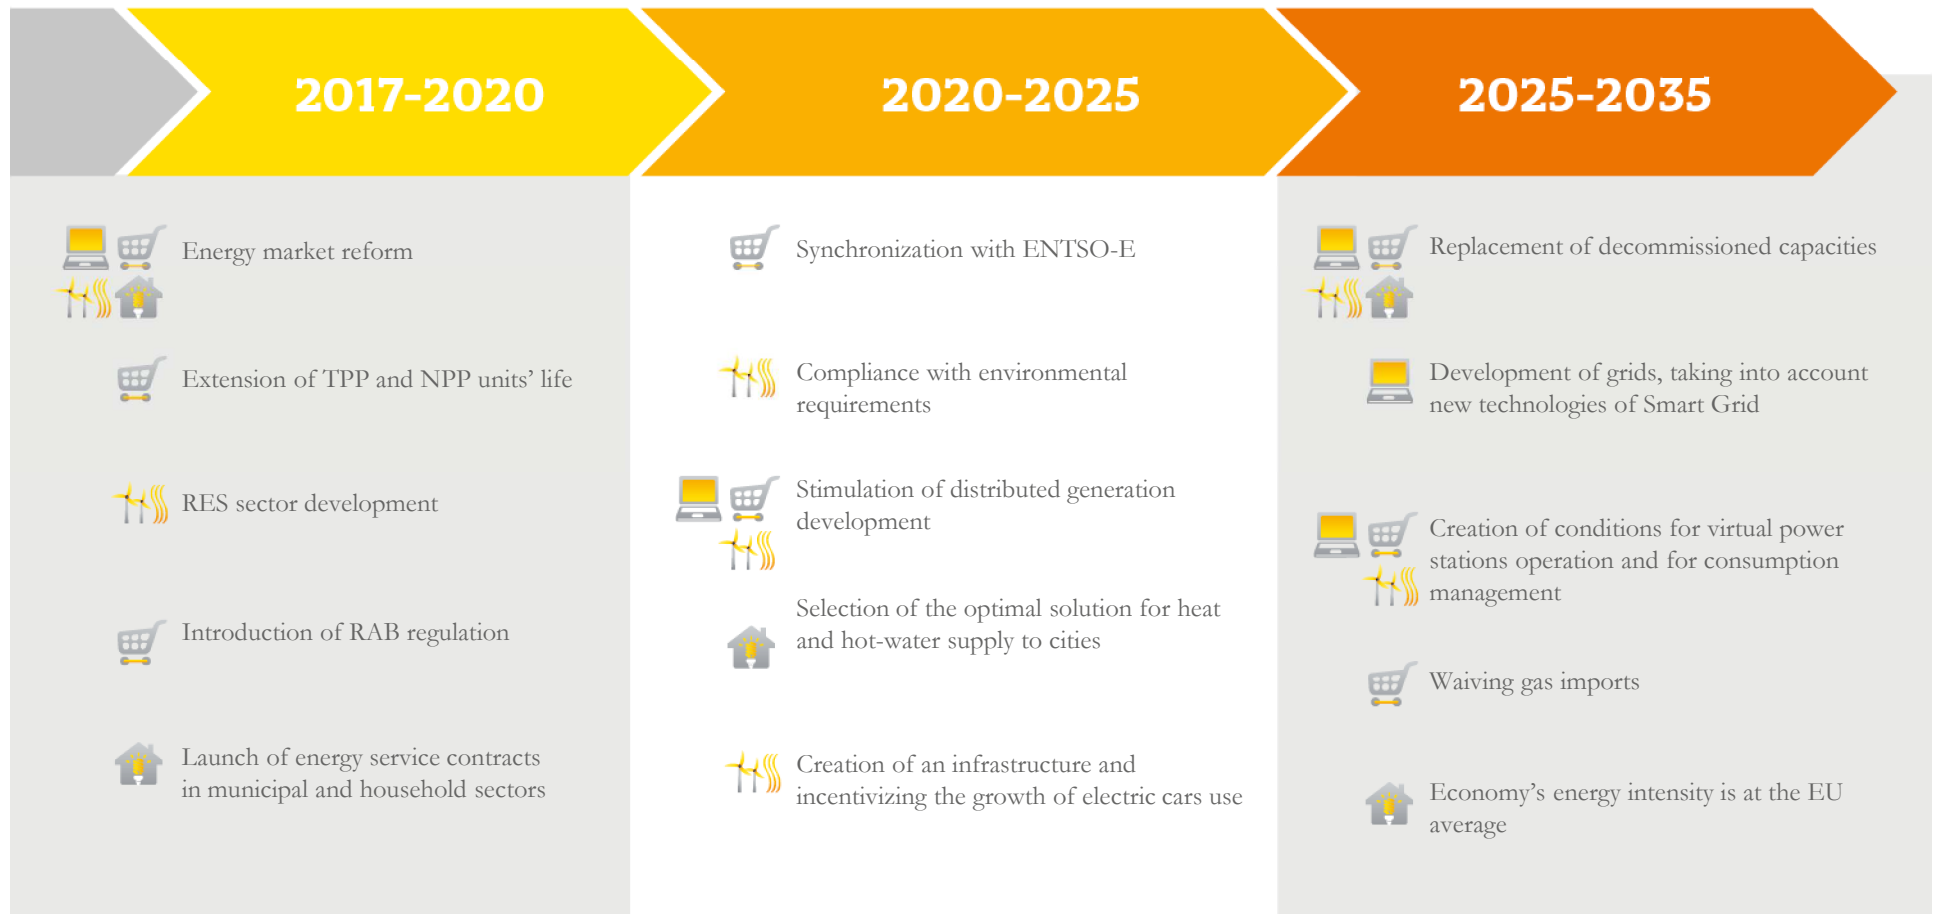 2017-2020
Energy market reform
Extension of TPP and NPP units’ life
RES sector development
Introduction of RAB regulation
Launch of energy service contracts
in municipal and household sectors
2020-2025
Synchronization with ENTSO-E
Compliance with environmental
requirements
Stimulation of distributed generation
development
Selection of the optimal solution for heat
and hot-water supply to cities
Creation of an infrastructure and
incentivizing the growth of electric cars use
2025-2035
Replacement of decommissioned capacities
Development of grids, taking into account
new technologies of Smart Grid
Creation of conditions for virtual power
stations operation and for consumption
management
Waiving gas imports
Economy’s energy intensity is at the EU
average